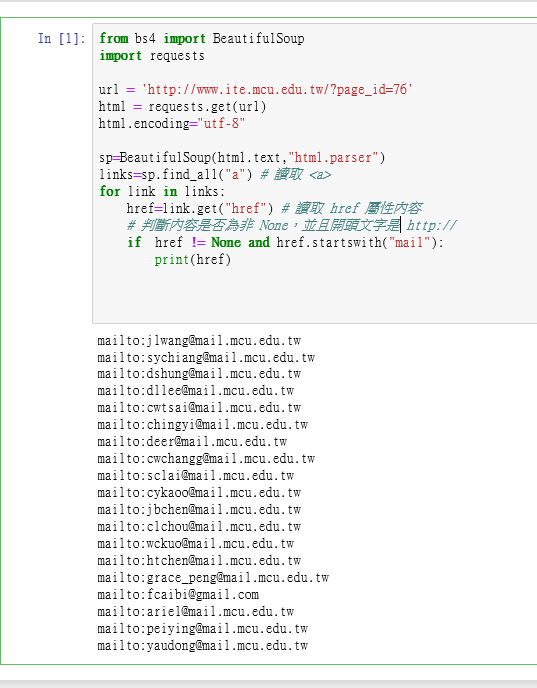 In [1]:
from bs4 import BeautifulSoup
import requests
url = 'http://www.ite.mcu.edu.tw/?page_id=76'
html = requests.get(url)
html.encoding="utf-8"
sp=BeautifulSoup(html.text,"html.parser")
links=sp.find_all("a") # 讀取 <a>
for link in links:
    href=link.get("href") # 讀取 href 屬性內容
    # 判斷內容是否為非 None，並且開頭文字是 http://
    if  href != None and href.startswith("mail"):
        print(href)
mailto:jlwang@mail.mcu.edu.tw
mailto:sychiang@mail.mcu.edu.tw
mailto:dshung@mail.mcu.edu.tw
mailto:dllee@mail.mcu.edu.tw
mailto:cwtsai@mail.mcu.edu.tw
mailto:chingyi@mail.mcu.edu.tw
mailto:deer@mail.mcu.edu.tw
mailto:cwchangg@mail.mcu.edu.tw
mailto:sclai@mail.mcu.edu.tw
mailto:cykaoo@mail.mcu.edu.tw
mailto:jbchen@mail.mcu.edu.tw
mailto:clchou@mail.mcu.edu.tw
mailto:wckuo@mail.mcu.edu.tw
mailto:htchen@mail.mcu.edu.tw
mailto:grace_peng@mail.mcu.edu.tw
mailto:fcaibi@gmail.com
mailto:ariel@mail.mcu.edu.tw
mailto:peiying@mail.mcu.edu.tw
mailto:yaudong@mail.mcu.edu.tw